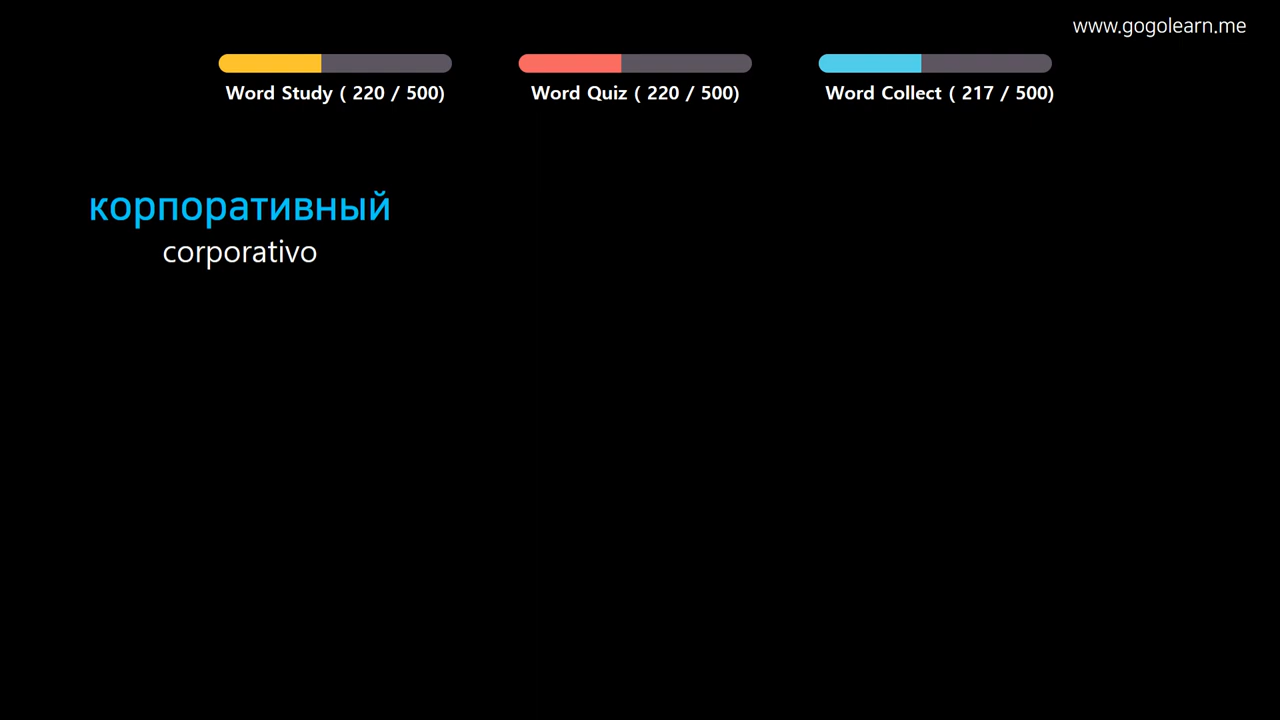 www.gogolearn.me
Word Study ( 220 / 500)
Word Quiz ( 220 / 500)
Word Collect ( 217 / 500)
корпоративный
corporativo